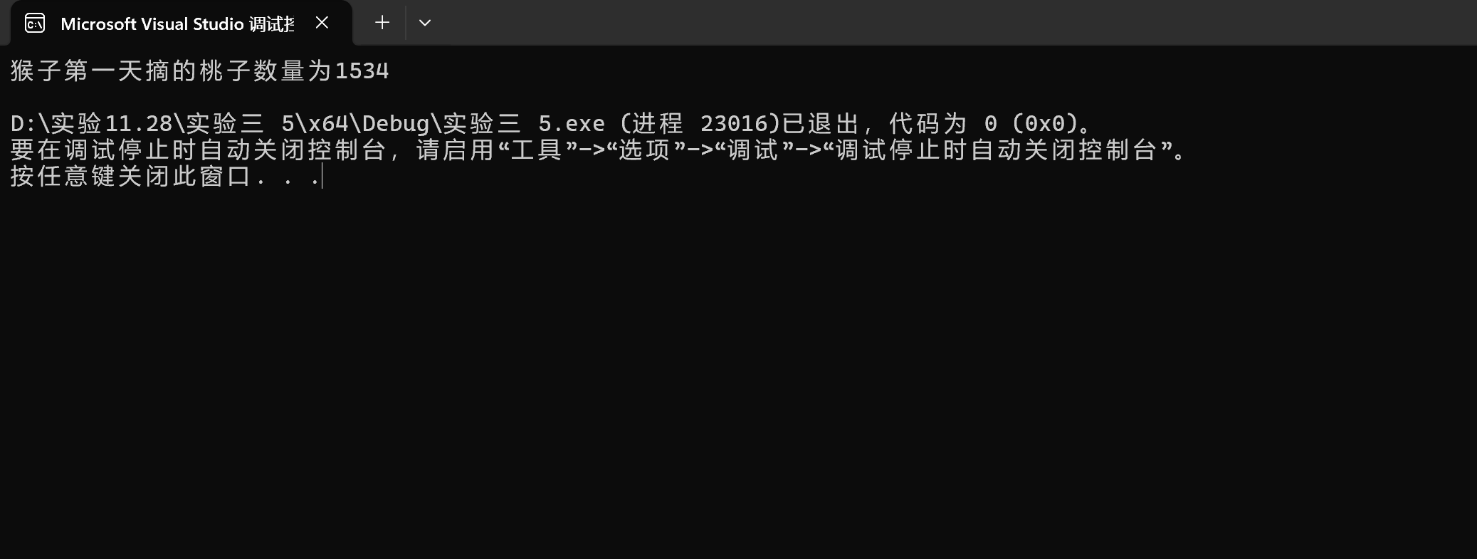 Microsoft Visual Studio 调试
猴子第一天摘的桃子数量为1534
D:\实验11.28\实验三 5\x64\Debug\实验三 5.exe (进程 23016)已退出，代码为 0 (0x0)。
要在调试停止时自动关闭控制台，请启用“工具”->“选项”->“调试”->“调试停止时自动关闭控制台”。
按任意键关闭此窗口. . .